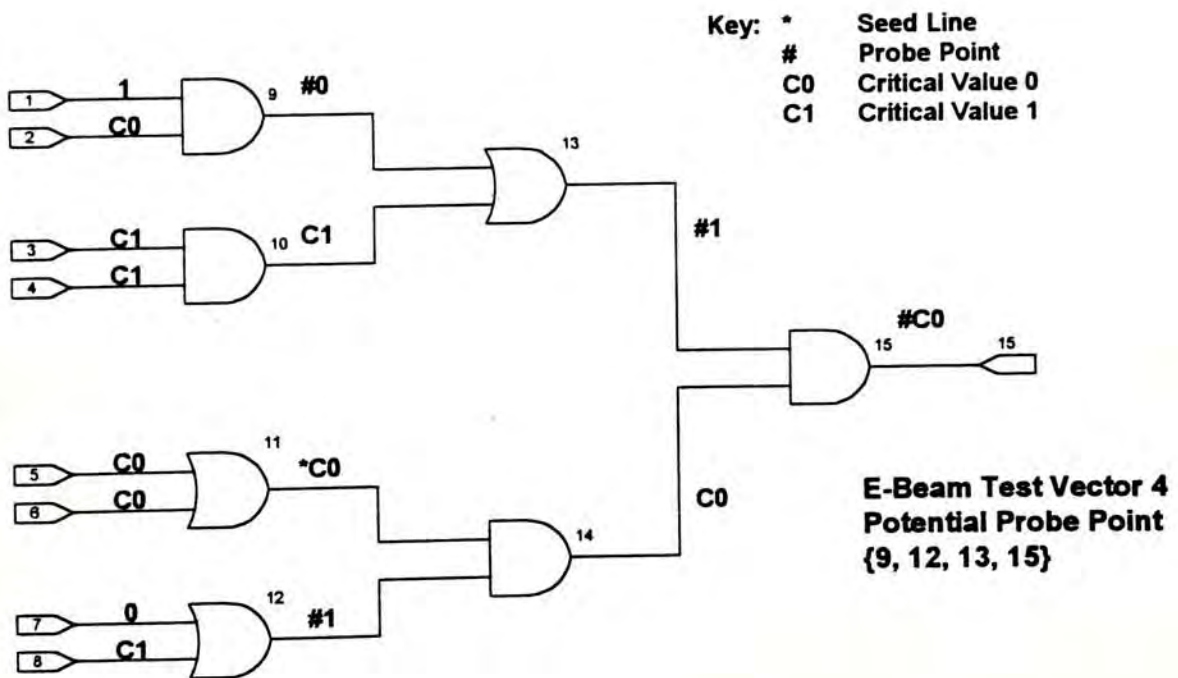 Key: * Seed Line
# Probe Point
C0 Critical Value 0
C1 Critical Value 1
1 1 9 #0
2 C0
13
3 C1 10 C1
4 C1
#1
#C0
15 15
11
5 C0 *C0
6 C0
C0
14
12
7 0 #1
8 C1
E-Beam Test Vector 4
Potential Probe Point
{9, 12, 13, 15}